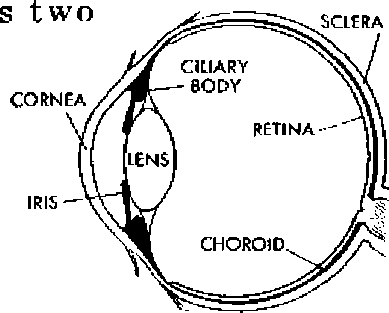 s two
SCLERA
CILIARY
BODY
CORNEA
RETINA
LENS
IRIS
CHOROID